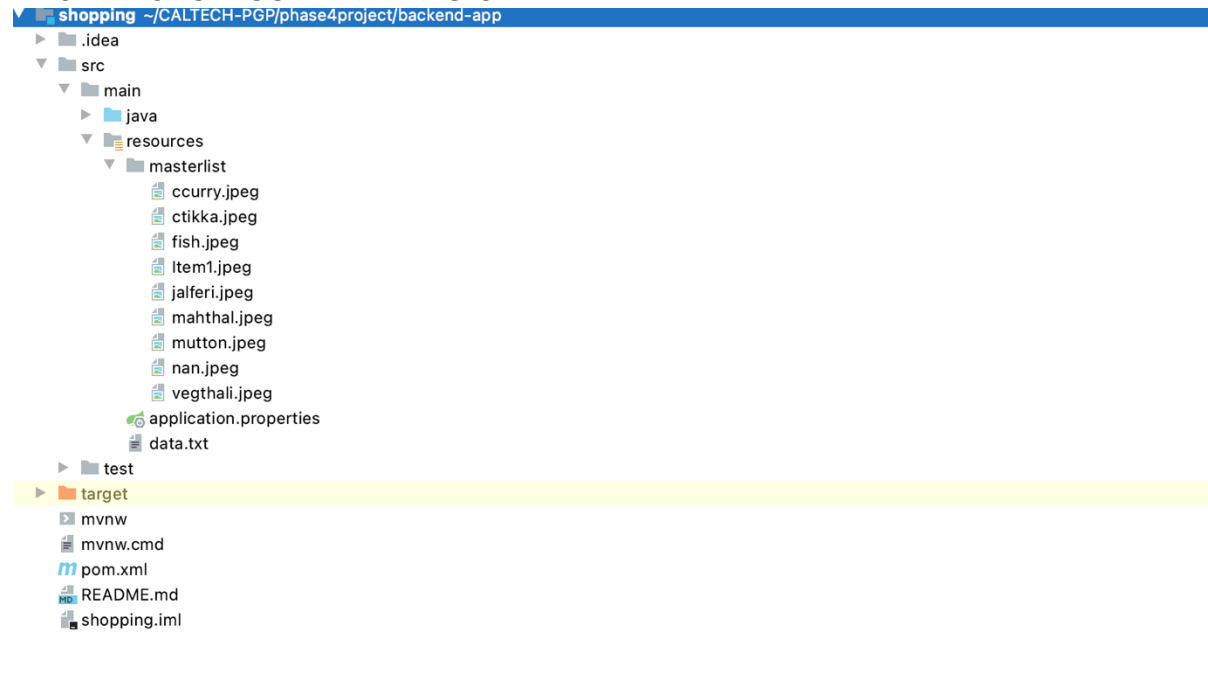 shopping ~/CALTECH-PGP/phase4project/backend-app
.idea
src
main
java
resources
masterlist
ccurry.jpeg
ctikka.jpeg
fish.jpeg
Item1.jpeg
jalferi.jpeg
mahthal.jpeg
mutton.jpeg
nan.jpeg
vegthali.jpeg
application.properties
data.txt
test
target
mvnw
mvnw.cmd
m pom.xml
MD README.md
shopping.iml